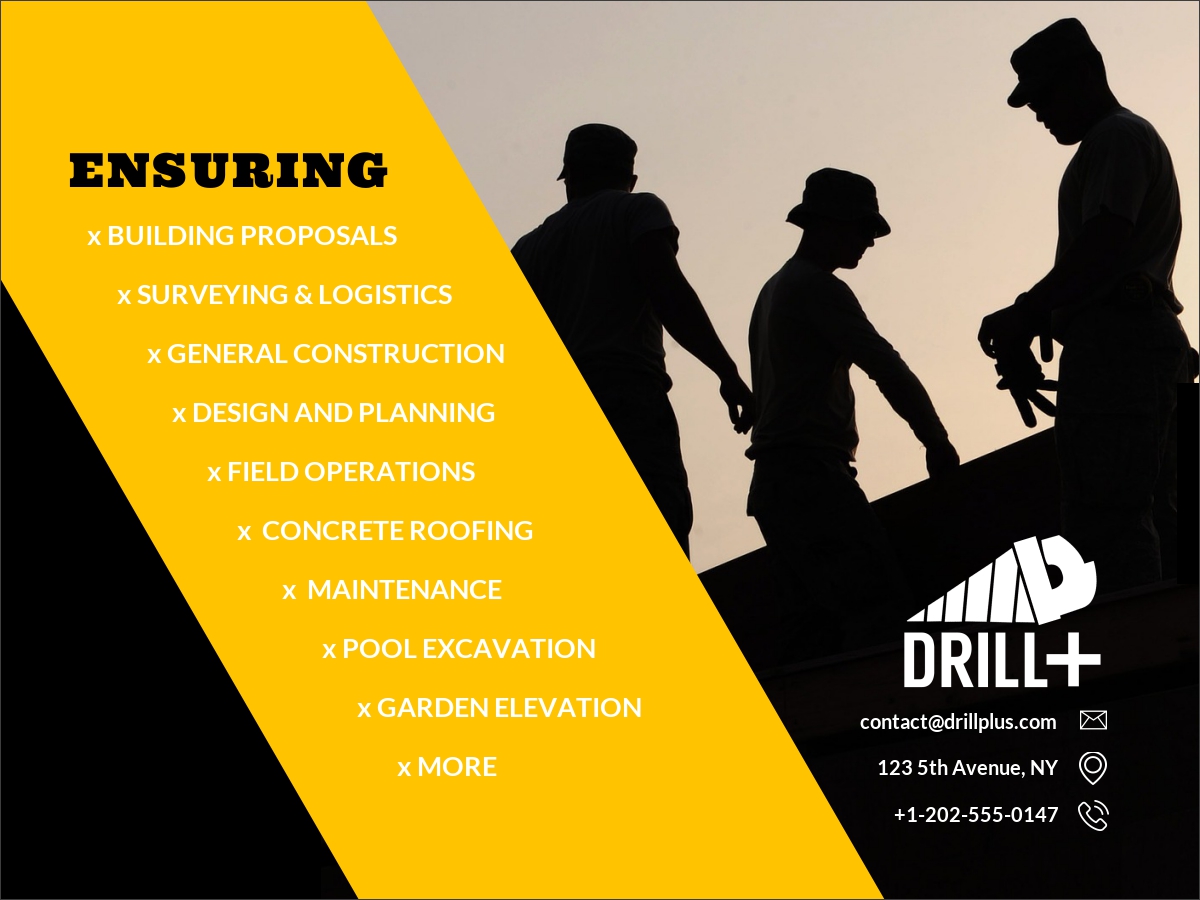 ENSURING
x BUILDING PROPOSALS
x SURVEYING & LOGISTICS
x GENERAL CONSTRUCTION
x DESIGN AND PLANNING
x FIELD OPERATIONS
x CONCRETE ROOFING
x MAINTENANCE
x POOL EXCAVATION
x GARDEN ELEVATION
x MORE
DRILL+
contact@drillplus.com
123 5th Avenue, NY
+1-202-555-0147